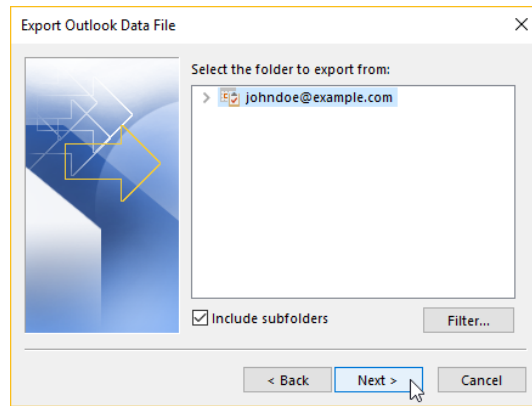 Export Outlook Data File
Select the folder to export from:
johndoe@example.com
Include subfolders
Filter...
< Back
Next >
Cancel